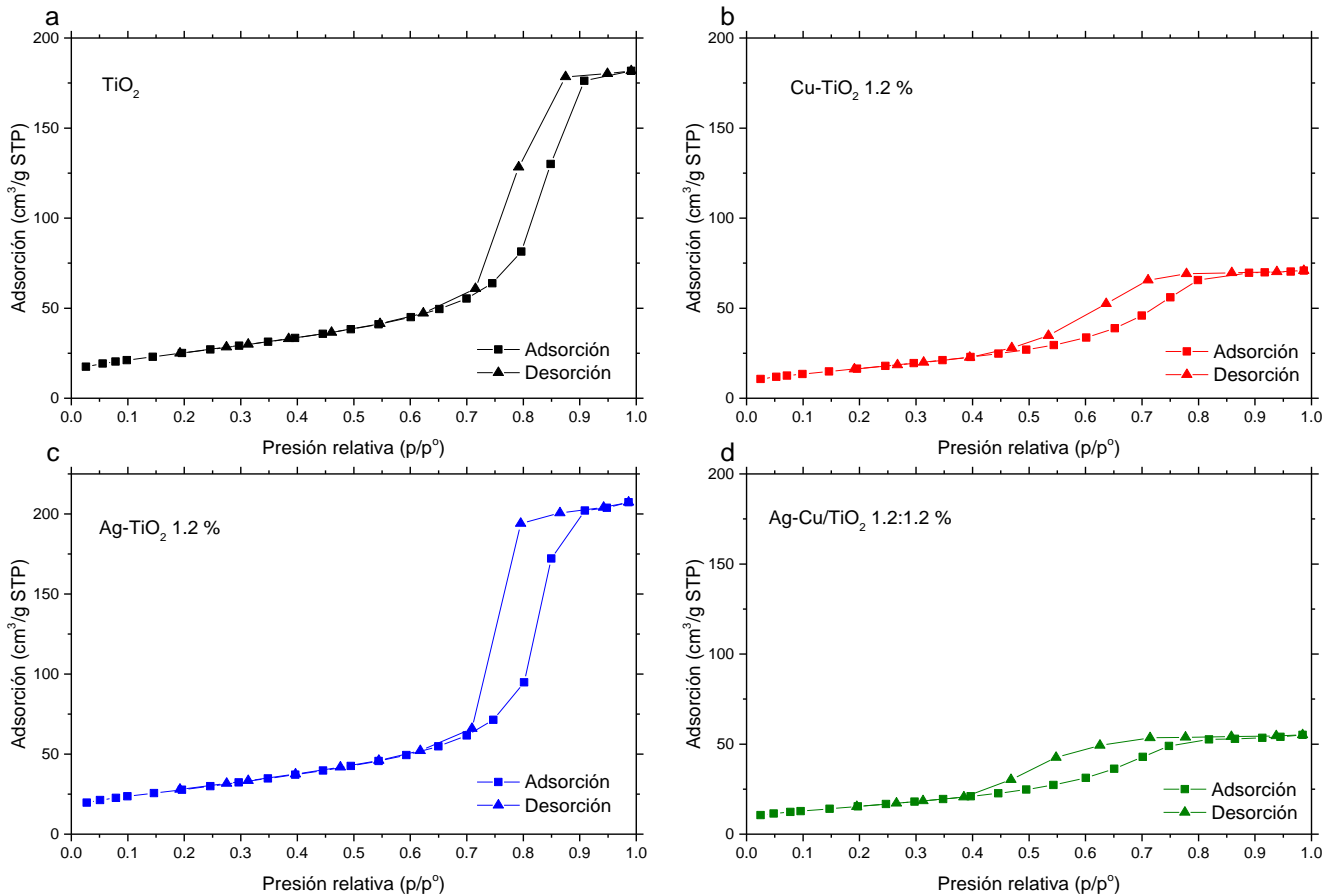 a
200
150
100
50
0
Adsorción (cm³/g STP)
TiO₂
Adsorción
Desorción
0.0 0.1 0.2 0.3 0.4 0.5 0.6 0.7 0.8 0.9 1.0
Presión relativa (p/pº)
b
200
150
100
50
0
Adsorción (cm³/g STP)
Cu-TiO₂ 1.2 %
Adsorción
Desorción
0.0 0.1 0.2 0.3 0.4 0.5 0.6 0.7 0.8 0.9 1.0
Presión relativa (p/pº)
c
200
150
100
50
0
Adsorción (cm³/g STP)
Ag-TiO₂ 1.2 %
Adsorción
Desorción
0.0 0.1 0.2 0.3 0.4 0.5 0.6 0.7 0.8 0.9 1.0
Presión relativa (p/pº)
d
200
150
100
50
0
Adsorción (cm³/g STP)
Ag-Cu/TiO₂ 1.2:1.2 %
Adsorción
Desorción
0.0 0.1 0.2 0.3 0.4 0.5 0.6 0.7 0.8 0.9 1.0
Presión relativa (p/pº)